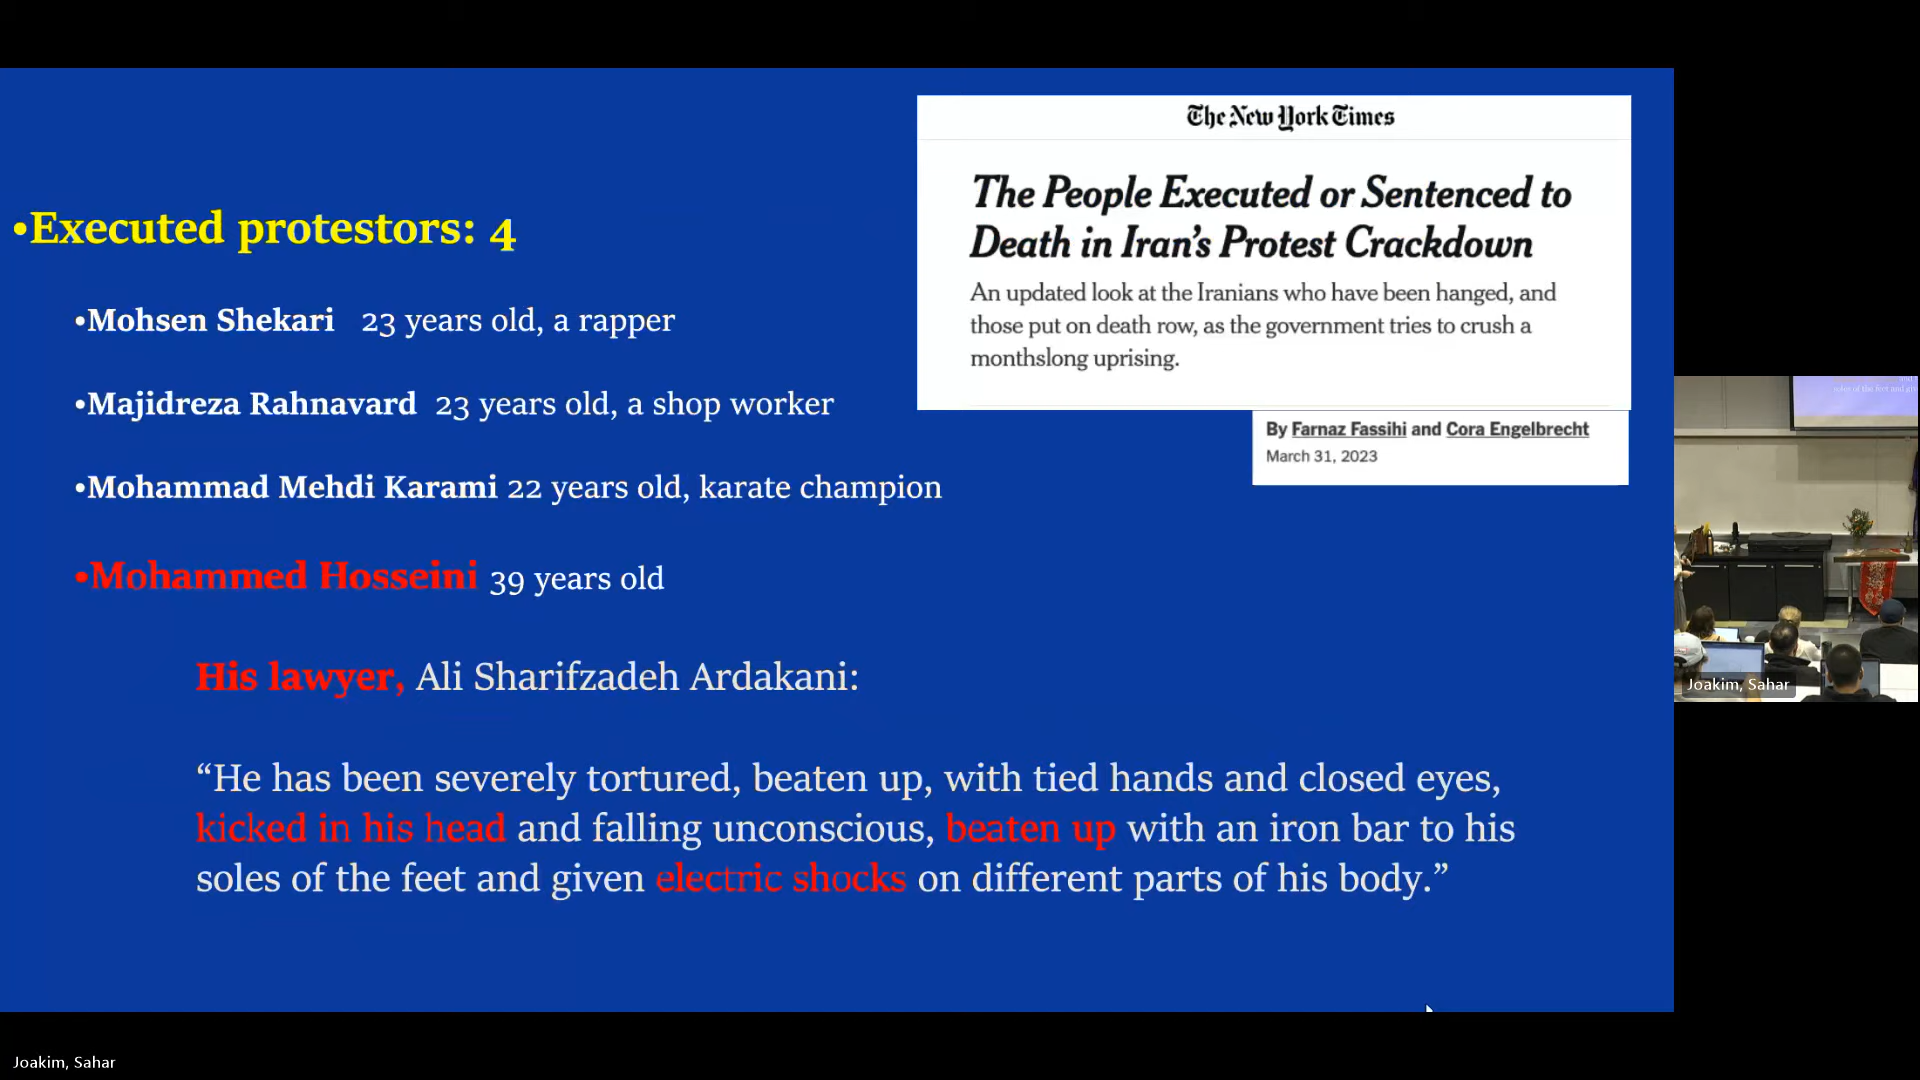 •Executed protestors: 4
•Mohsen Shekari 23 years old, a rapper
•Majidreza Rahnavard 23 years old, a shop worker
•Mohammad Mehdi Karami 22 years old, karate champion
•Mohammed Hosseini 39 years old
His lawyer, Ali Sharifzadeh Ardakani:
“He has been severely tortured, beaten up, with tied hands and closed eyes,
kicked in his head and falling unconscious, beaten up with an iron bar to his
soles of the feet and given electric shocks on different parts of his body.”
The New York Times
The People Executed or Sentenced to
Death in Iran’s Protest Crackdown
An updated look at the Iranians who have been hanged, and
those put on death row, as the government tries to crush a
monthslong uprising.
By Farnaz Fassihi and Cora Engelbrecht
March 31, 2023
soles of the feet and
Joakim, Sahar
Joakim, Sahar